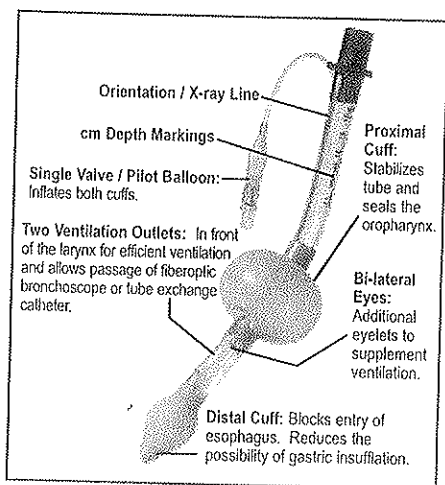 Orientation / X-ray Line
cm Depth Markings
Single Valve / Pilot Balloon:
Inflates both cuffs.
Two Ventilation Outlets: In front
of the larynx for efficient ventilation
and allows passage of fiberoptic
bronchoscope or tube exchange
catheter.
Proximal
Cuff:
Stabilizes
tube and
seals the
oropharynx.
Bi-lateral
Eyes:
Additional
eyelets to
supplement
ventilation.
Distal Cuff: Blocks entry of
esophagus. Reduces the
possibility of gastric insuflation.